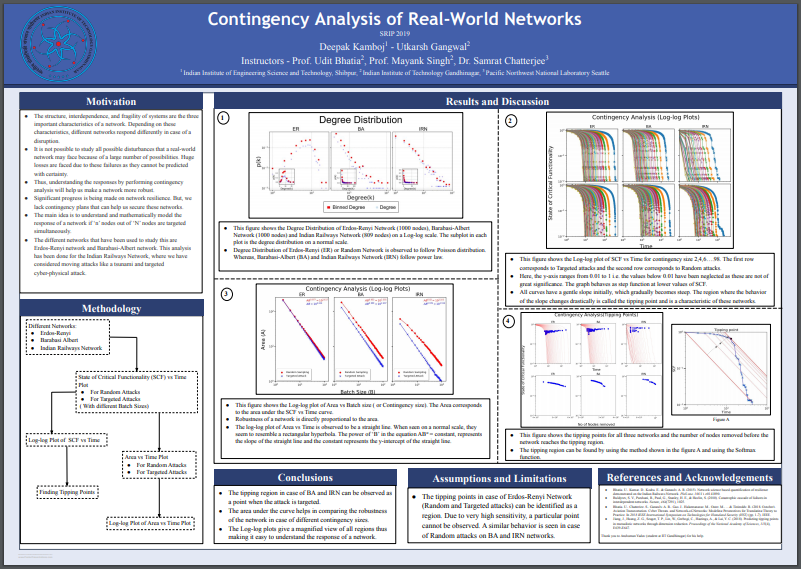 Contingency Analysis of Real-World Networks
SRIP 2019
Deepak Kamboj¹ - Utkarsh Gangwal²
Instructors - Prof. Udit Bhatia², Prof. Mayank Singh², Dr. Samrat Chatterjee³
¹ Indian Institute of Engineering Science and Technology, Shibpur, ² Indian Institute of Technology Gandhinagar, ³ Pacific Northwest National Laboratory Seattle
Motivation
● The structure, interdependence, and fragility of systems are the three
important characteristics of a network. Depending on these
characteristics, different networks respond differently in case of a
disruption.
● It is not possible to study all possible disturbances that a real-world
network may face because of a large number of possibilities. Huge
losses are faced due to these failures as they cannot be predicted
with certainty.
● Thus, understanding the responses by performing contingency
analysis will help us make a network more robust.
● Significant progress is being made on network resilience. But, we
lack contingency plans that can help us secure these networks
● The main idea is to understand and mathematically model the
response of a network if 'n' nodes out of 'N' nodes are targeted
simultaneously.
● The different networks that have been used to study this are
Erdos-Renyi network and Barabasi-Albert network. This analysis
has been done for the Indian Railways Network, where we have
considered moving attacks like a tsunami and targeted
cyber-physical attack.
Methodology
Different Networks:
● Erdos-Renyi
● Barabasi Albert
● Indian Railways Network
State of Critical Functionality (SCF) vs Time
Plot
● For Random Attacks
● For Targeted Attacks
( With different Batch Sizes)
Log-log Plot of SCF vs Time
Area vs Time Plot
● For Random Attacks
● For Targeted Attacks
Finding Tipping Points
Log-log Plot of Area vs Time Plot
Results and Discussion
1
Degree Distribution
ER BA IRN
p(k)
Degree(k)
Binned Degree Degree
● This figure shows the Degree Distribution of Erdos-Renyi Network (1000 nodes), Barabasi-Albert
Network (1000 nodes) and Indian Railways Network (809 nodes) on a Log-log scale. The subplot in each
plot is the degree distribution on a normal scale.
● Degree Distribution of Erdos-Renyi (ER) or Random Network is observed to follow Poisson distribution.
Whereas, Barabasi-Albert (BA) and Indian Railways Network (IRN) follow power law.
2
Contingency Analysis (Log-log Plots)
ER BA IRN
State of Critical Functionality
Time
● This figure shows the Log-log plot of SCF vs Time for contingency size 2,4,6....98. The first row
corresponds to Targeted attacks and the second row corresponds to Random attacks.
● Here, the y-axis ranges from 0.01 to 1 i.e. the values below 0.01 have been neglected as these are not of
great significance. The graph behaves as step function at lower values of SCF.
● All curves have a gentle slope initially, which gradually becomes steep. The region where the behavior
of the slope changes drastically is called the tipping point and is a characteristic of these networks.
3
Contingency Analysis (Log-log Plots)
ER BA IRN
Area (A)
Batch Size (B)
● This figure shows the Log-log plot of Area vs Batch size ( or Contingency size). The Area corresponds
to the area under the SCF vs Time curve.
● Robustness of a network is directly proportional to the area.
● The log-log plot of Area vs Time is observed to be a straight line. When seen on a normal scale, they
seem to resemble a rectangular hyperbola. The power of 'B' in the equation ABⁿ = constant, represents
the slope of the straight line and the constant represents the y-intercept of the straight line.
4
Contingency Analysis(Tipping Points)
ER BA IRN
State of Critical Functionality
Time
No of Nodes removed
Tipping point
SCF
Time
Figure A
● This figure shows the tipping points for all three networks and the number of nodes removed before the
network reaches the tipping region.
● The tipping region can be found by using the method shown in the figure A and using the Softmax
function.
Conclusions
● The tipping region in case of BA and IRN can be observed as
a point when the attack is targeted.
● The area under the curve helps in comparing the robustness
of the network in case of different contingency sizes.
● The Log-log plots give a magnified view of all regions thus
making it easy to understand the response of a network.
Assumptions and Limitations
● The tipping points in case of Erdos-Renyi Network
(Random and Targeted attacks) can be identified as a
region. Due to very high sensitivity, a particular point
cannot be observed. A similar behavior is seen in case
of Random attacks on BA and IRN networks.
References and Acknowledgements